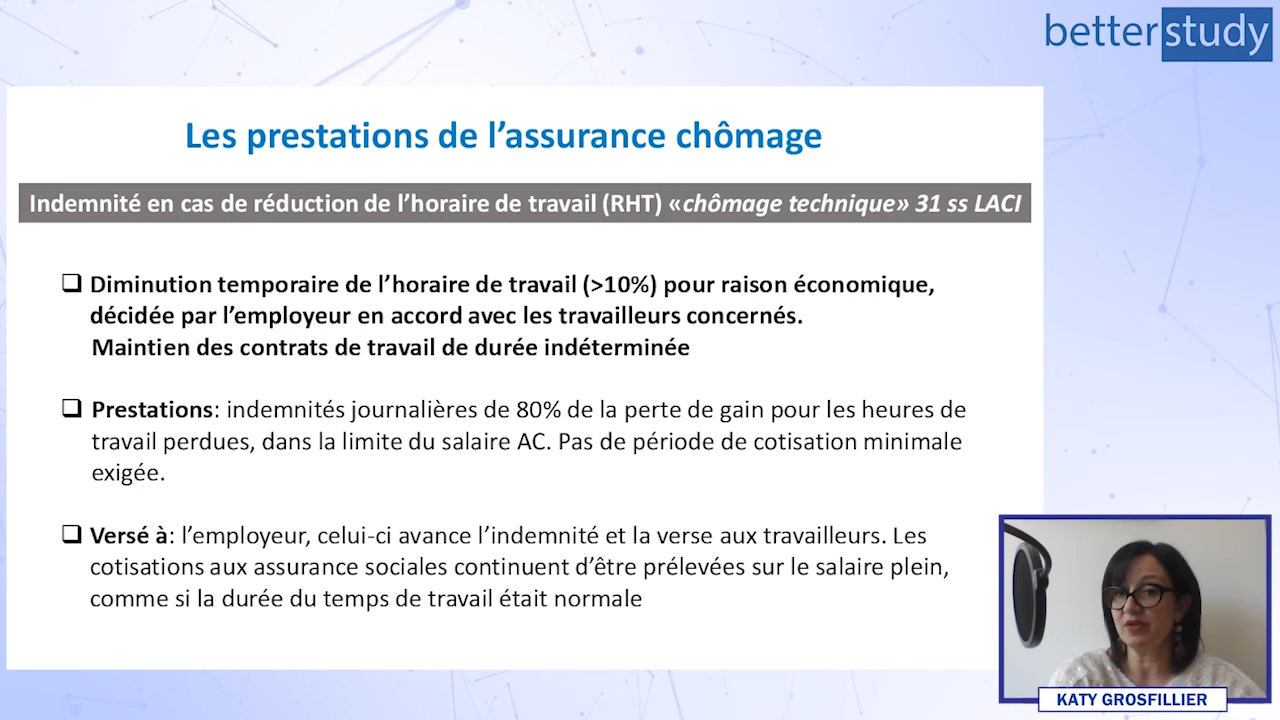 betterstudy
Les prestations de l’assurance chômage
Indemnité en cas de réduction de l’horaire de travail (RHT) «chômage technique» 31 ss LACI
❑ Diminution temporaire de l’horaire de travail (>10%) pour raison économique,
décidée par l’employeur en accord avec les travailleurs concernés.
Maintien des contrats de travail de durée indéterminée
❑ Prestations: indemnités journalières de 80% de la perte de gain pour les heures de
travail perdues, dans la limite du salaire AC. Pas de période de cotisation minimale
exigée.
❑ Versé à: l’employeur, celui-ci avance l’indemnité et la verse aux travailleurs. Les
cotisations aux assurance sociales continuent d’être prélevées sur le salaire plein,
comme si la durée du temps de travail était normale
KATY GROSFILLIER